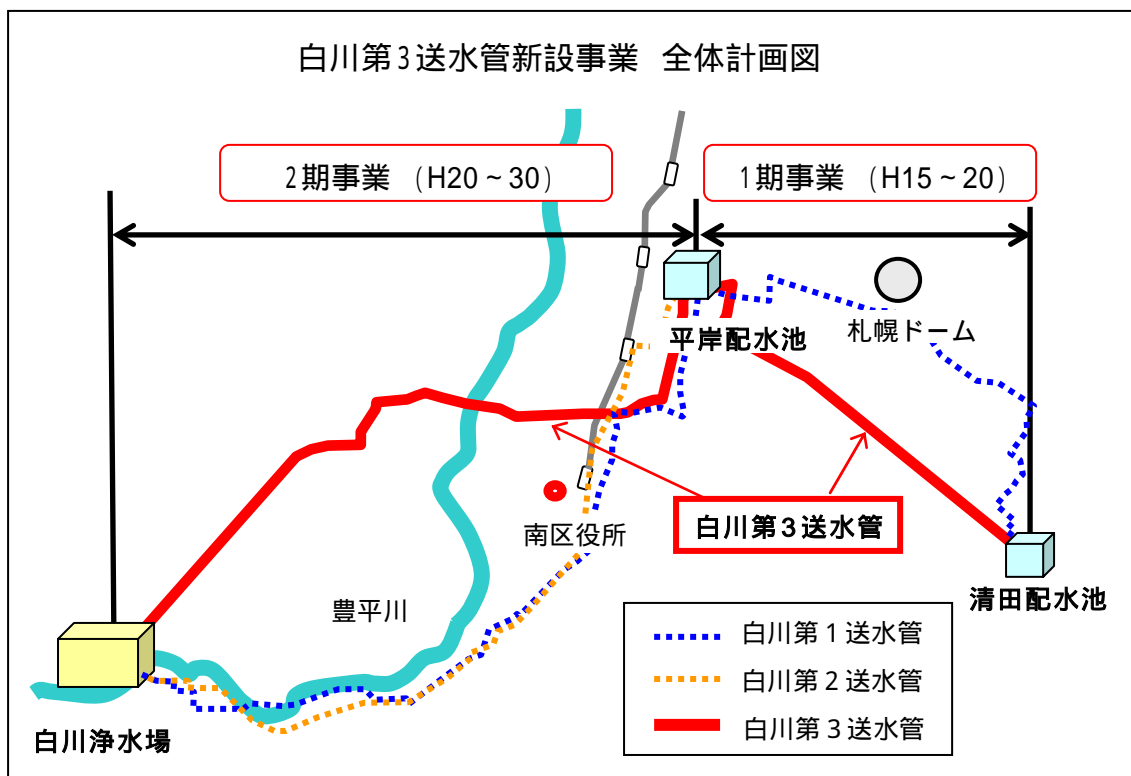 白川第3送水管新設事業 全体計画図
2期事業 (H20~30)
1期事業 (H15~20)
平岸配水池
札幌ドーム
白川第3送水管
南区役所
清田配水池
豊平川
白川浄水場
白川第1送水管
白川第2送水管
白川第3送水管